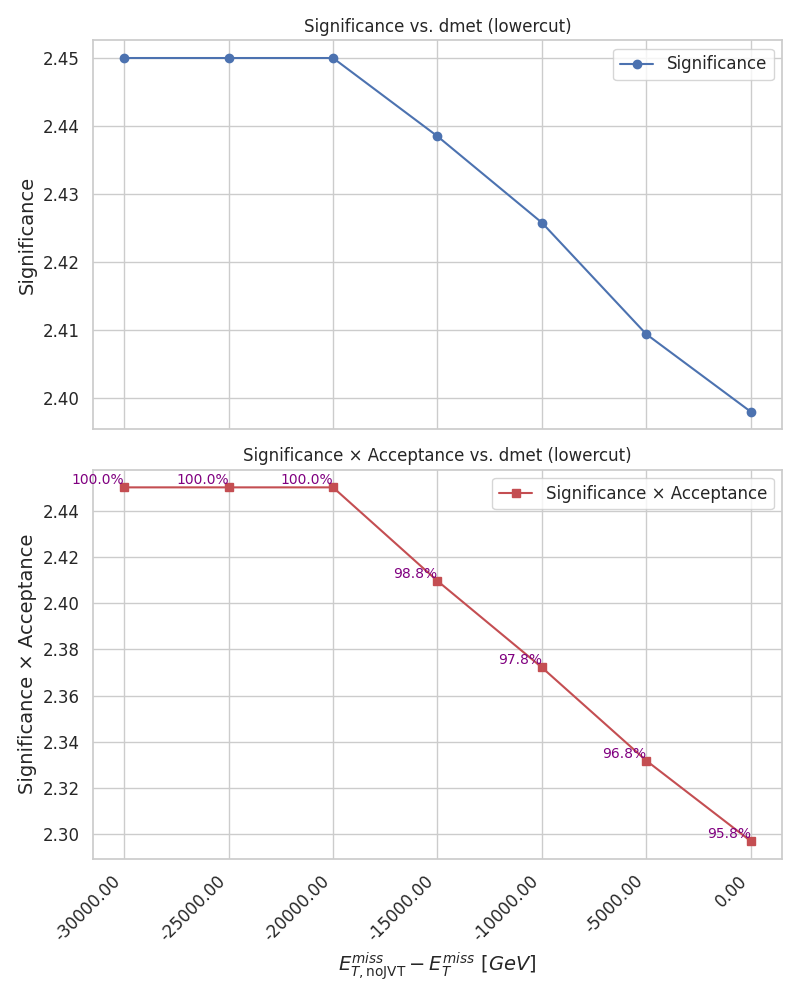 Significance vs. dmet (lowercut)
Significance
2.45
2.44
2.43
2.42
2.41
2.40
Significance
Significance × Acceptance vs. dmet (lowercut)
Significance × Acceptance
100.0% 100.0% 100.0%
98.8%
97.8%
96.8%
95.8%
2.44
2.42
2.40
2.38
2.36
2.34
2.32
2.30
Significance × Acceptance
-30000.00 -25000.00 -20000.00 -15000.00 -10000.00 -5000.00 0.00
$E_{T,\text{noJVT}}^{miss} - E_{T}^{miss}$ [GeV]